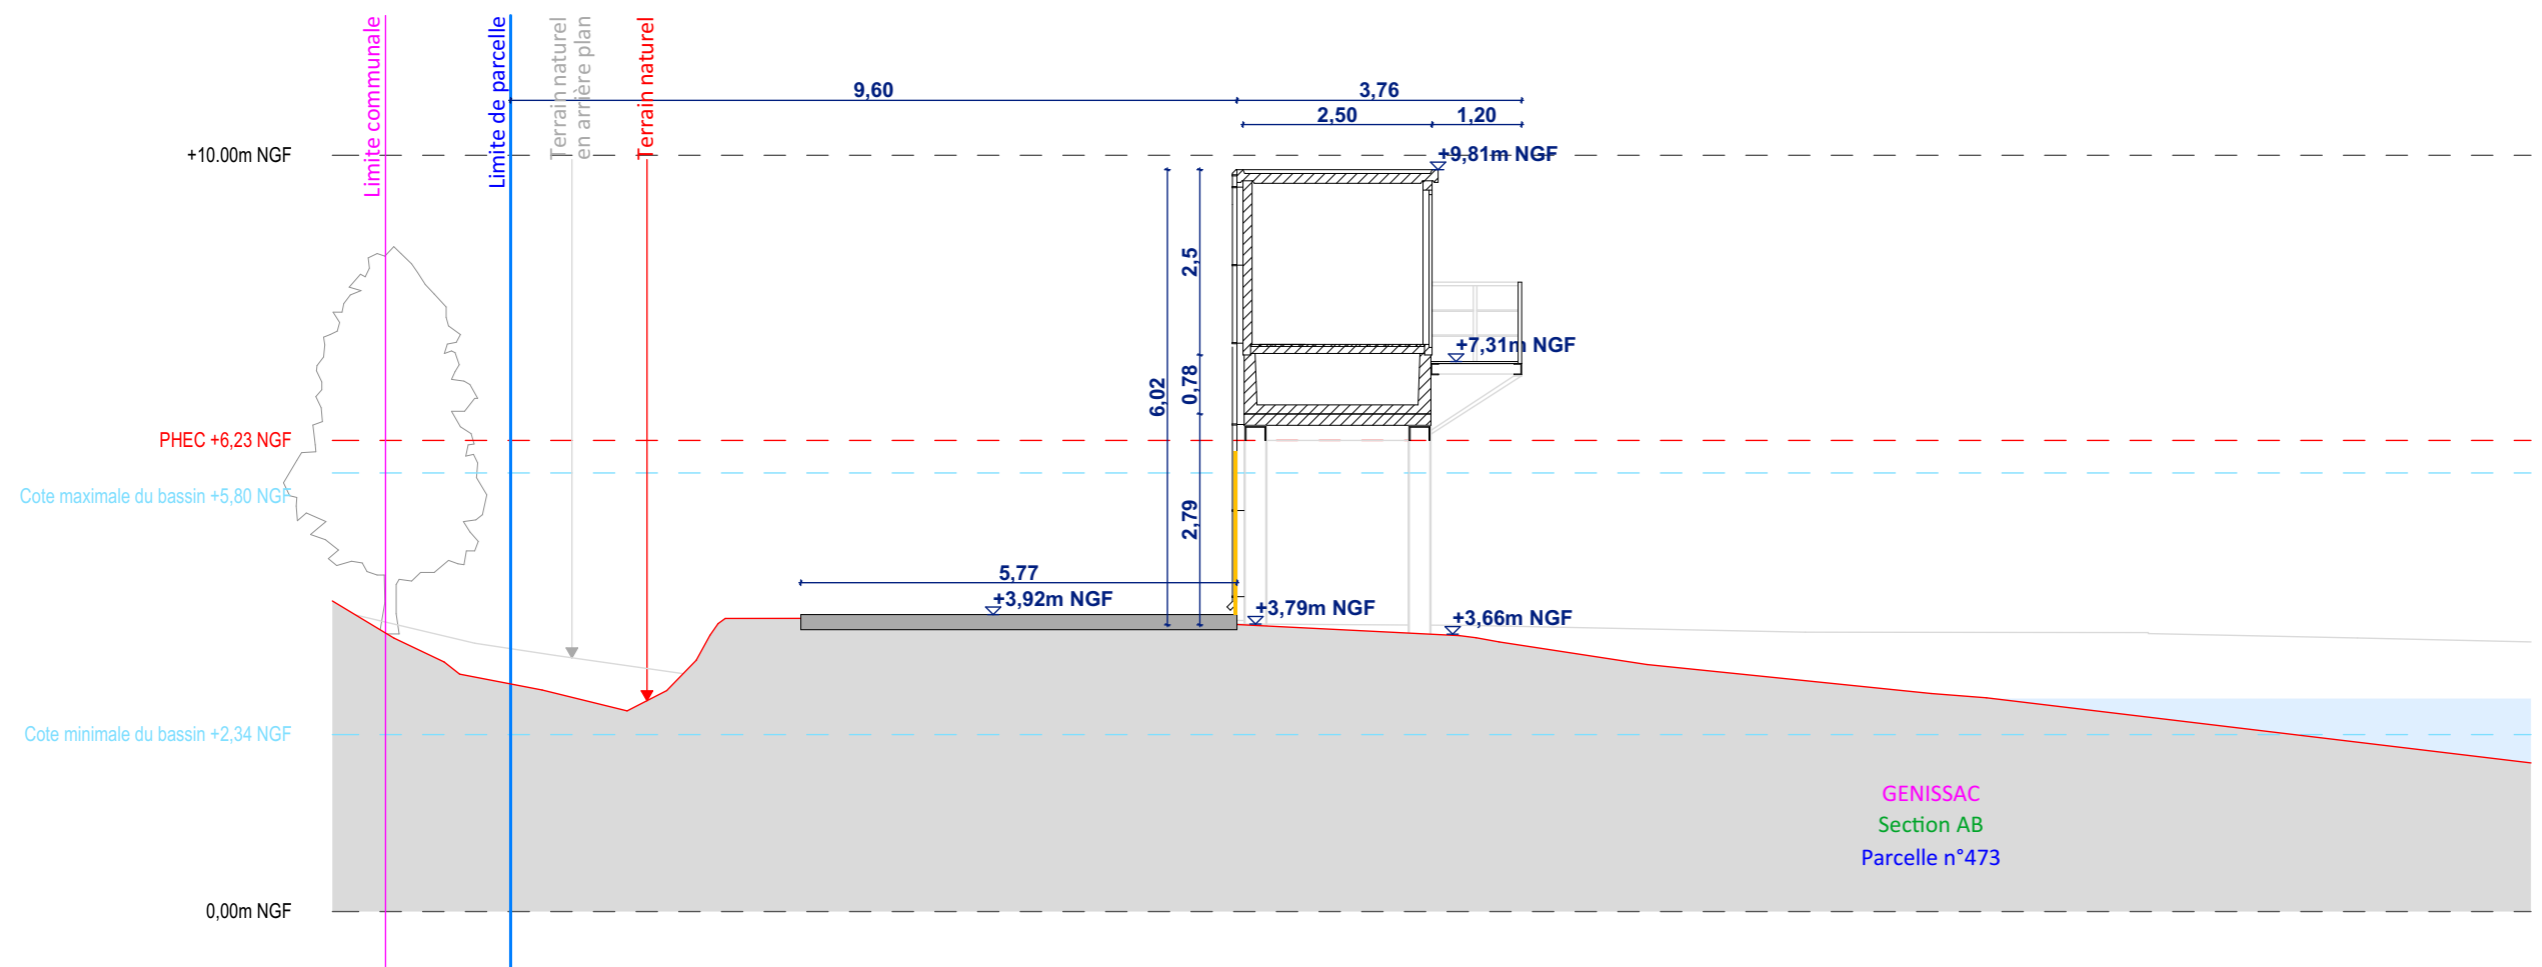 Limite communale
Limite de parcelle
Terrain naturel
en arrière plan
Terrain naturel
9,60
3,76
2,50
1,20
+10.00m NGF
+9,81m NGF
2,5
+7,31m NGF
0,78
6,02
PHEC +6,23 NGF
Cote maximale du bassin +5,80 NGF
2,79
5,77
+3,92m NGF
+3,79m NGF
+3,66m NGF
Cote minimale du bassin +2,34 NGF
GENISSAC
Section AB
Parcelle n°473
0,00m NGF